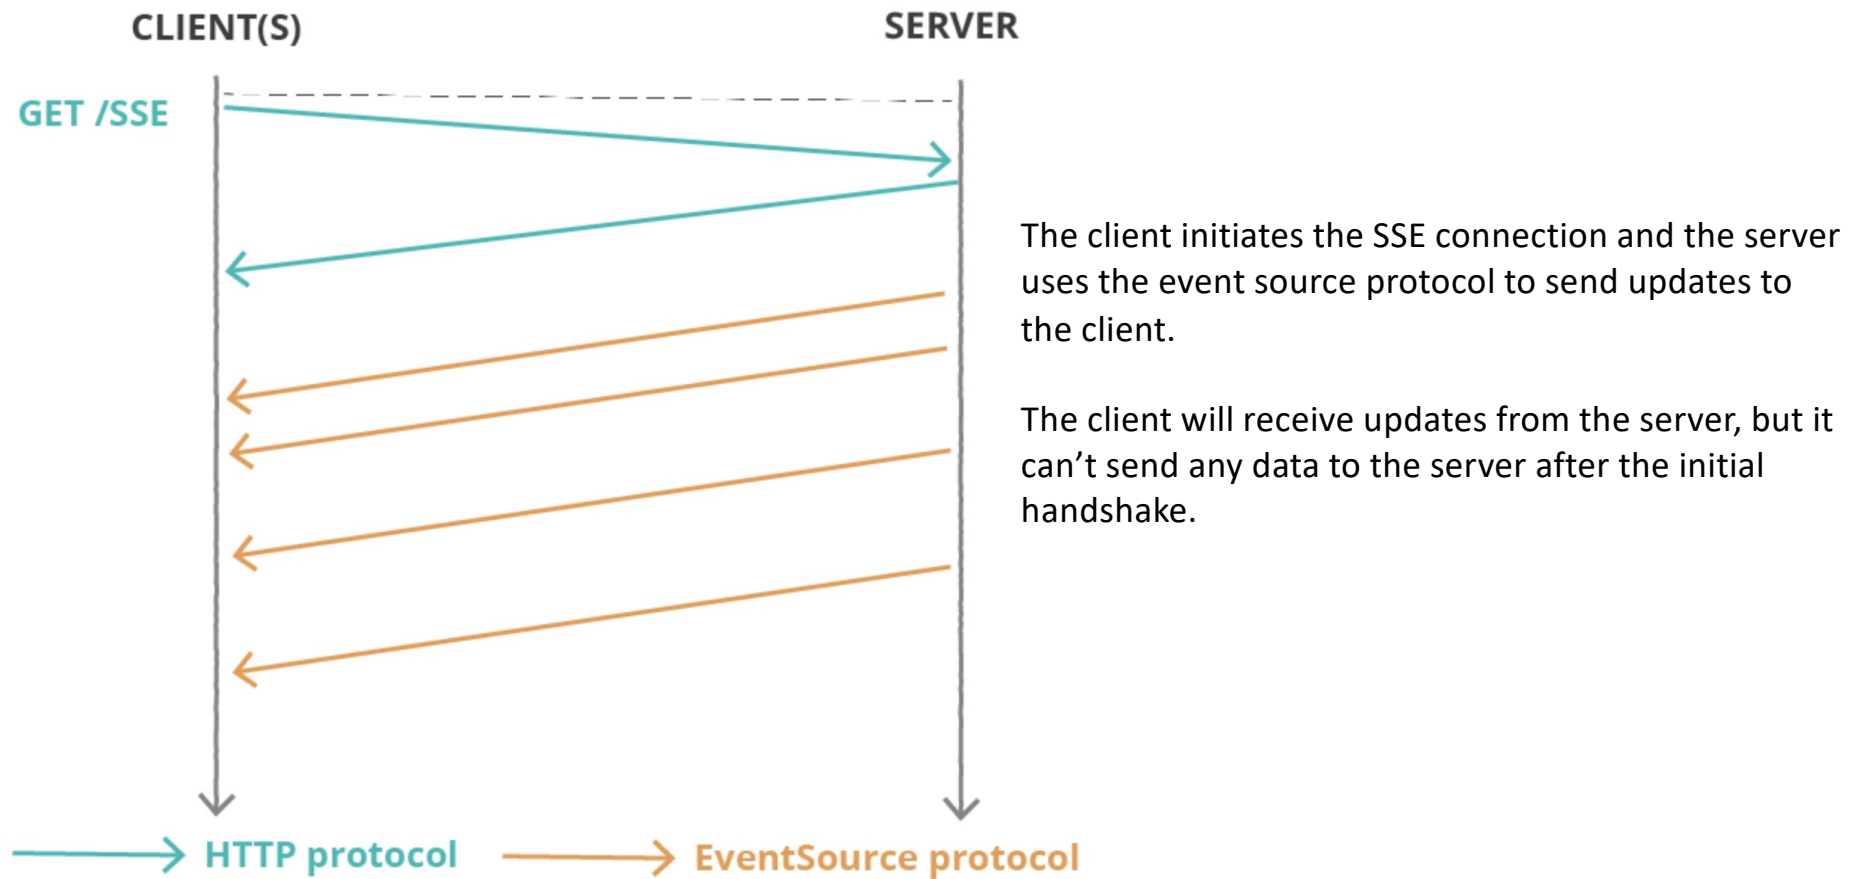 CLIENT(S)
SERVER
GET /SSE
The client initiates the SSE connection and the server
uses the event source protocol to send updates to
the client.
The client will receive updates from the server, but it
can’t send any data to the server after the initial
handshake.
HTTP protocol
EventSource protocol